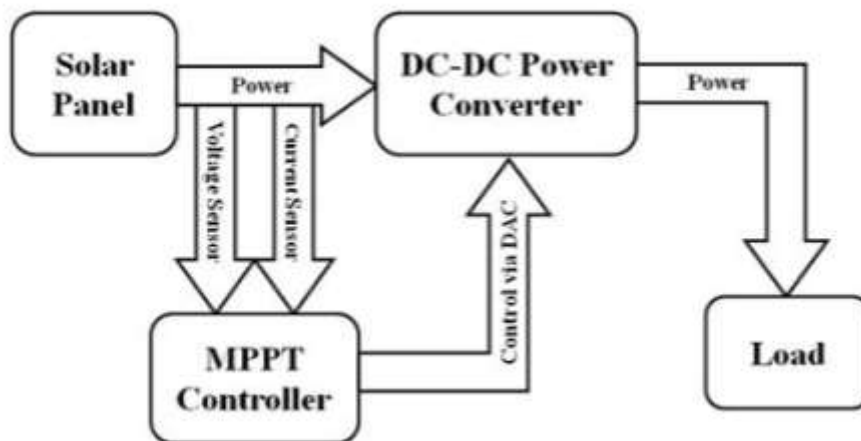 Solar
Panel
Power
DC-DC Power
Converter
Power
Voltage Sensor
Current Sensor
Control via DAC
MPPT
Controller
Load